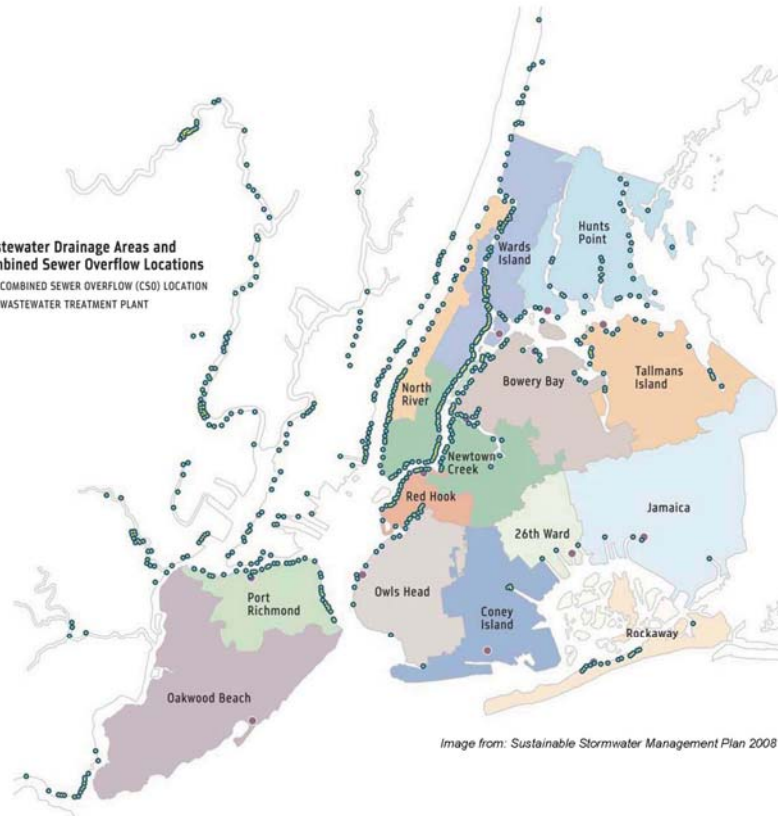 stewater Drainage Areas and
mbined Sewer Overflow Locations
COMBINED SEWER OVERFLOW (CSO) LOCATION
WASTEWATER TREATMENT PLANT
Wards
Island
Hunts
Point
North
River
Bowery Bay
Tallmans
Island
Newtown
Creek
Red Hook
26th Ward
Jamaica
Port
Richmond
Owls Head
Coney
Island
Rockaway
Oakwood Beach
Image from: Sustainable Stormwater Management Plan 2008